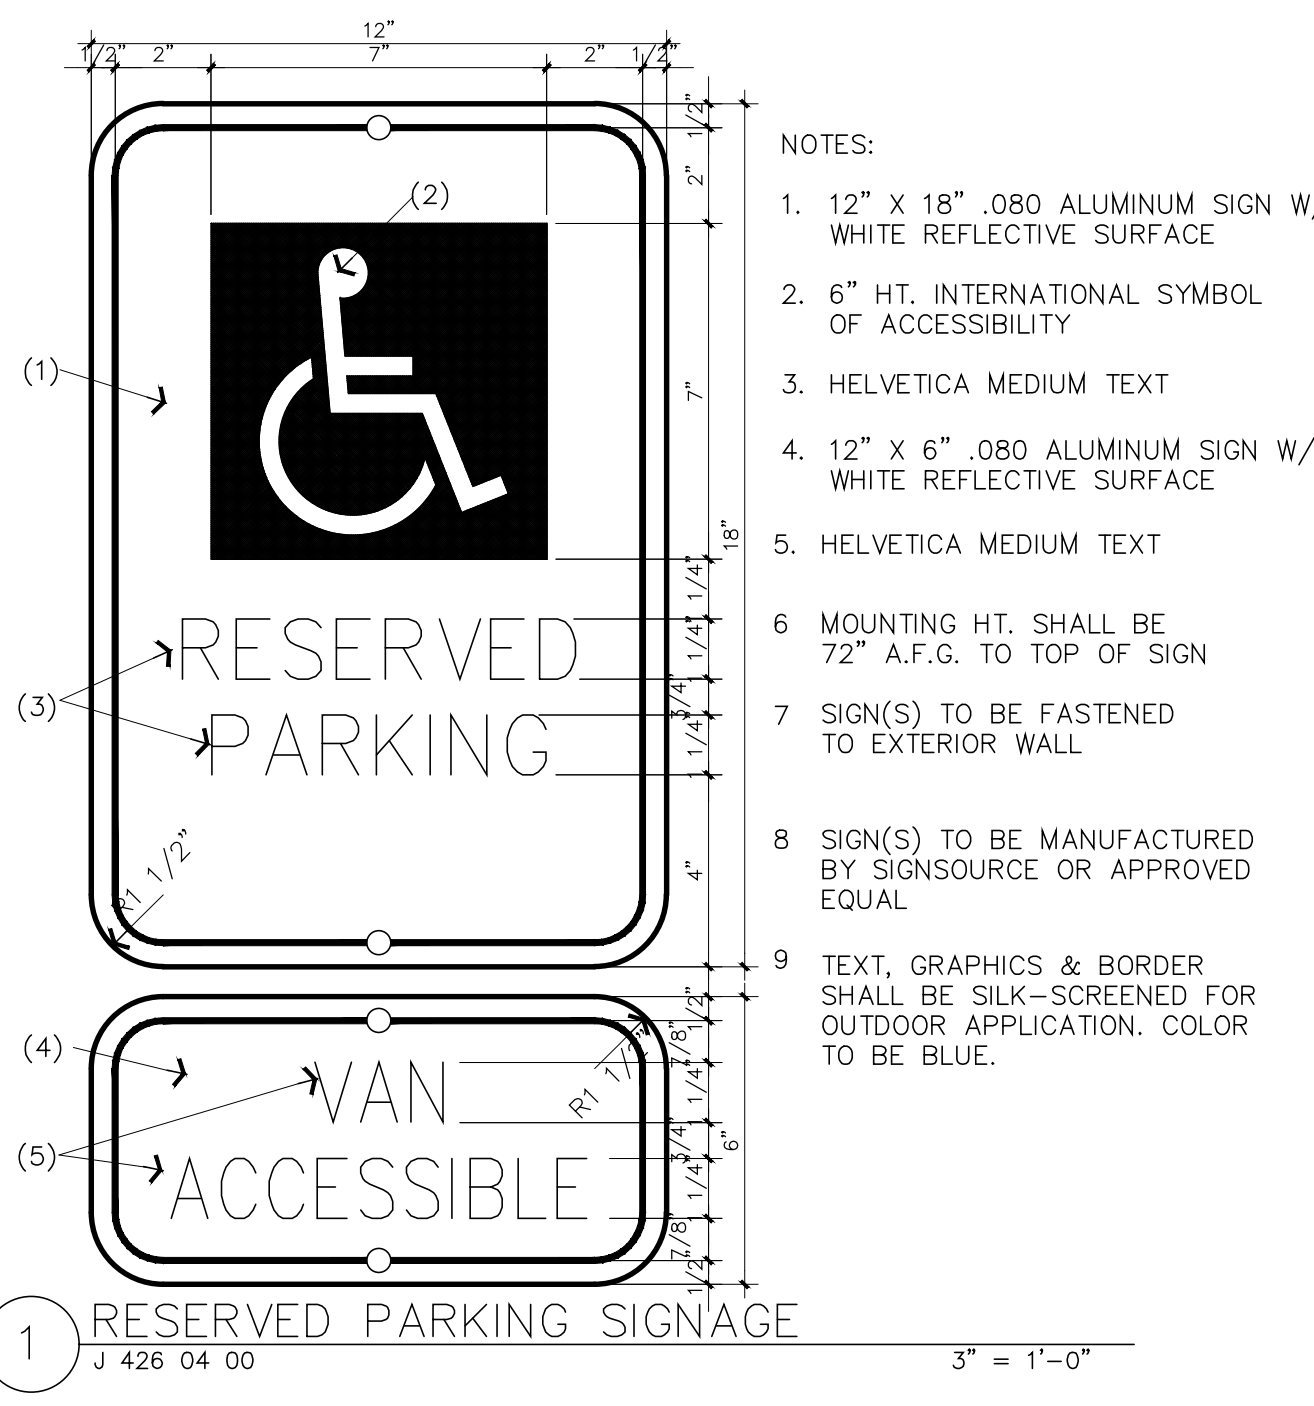 12"
1/2" 2" 7" 2" 1/2"
1/2"
2"
(2)
(1)
7"
18"
1 1/4"
RESERVED
1 1/4"
3/4"
(3)
PARKING
1 1/4"
R1 1/2"
4"
1/2"
7/8"
(4)
VAN
1 1/4"
R1 1/2"
3/4"
6"
(5)
ACCESSIBLE
1 1/4"
7/8"
1/2"
NOTES:
1. 12" X 18" .080 ALUMINUM SIGN W/
WHITE REFLECTIVE SURFACE
2. 6" HT. INTERNATIONAL SYMBOL
OF ACCESSIBILITY
3. HELVETICA MEDIUM TEXT
4. 12" X 6" .080 ALUMINUM SIGN W/
WHITE REFLECTIVE SURFACE
5. HELVETICA MEDIUM TEXT
6 MOUNTING HT. SHALL BE
72" A.F.G. TO TOP OF SIGN
7 SIGN(S) TO BE FASTENED
TO EXTERIOR WALL
8 SIGN(S) TO BE MANUFACTURED
BY SIGNSOURCE OR APPROVED
EQUAL
9 TEXT, GRAPHICS & BORDER
SHALL BE SILK-SCREENED FOR
OUTDOOR APPLICATION. COLOR
TO BE BLUE.
1 RESERVED PARKING SIGNAGE
J 426 04 00 3" = 1'-0"